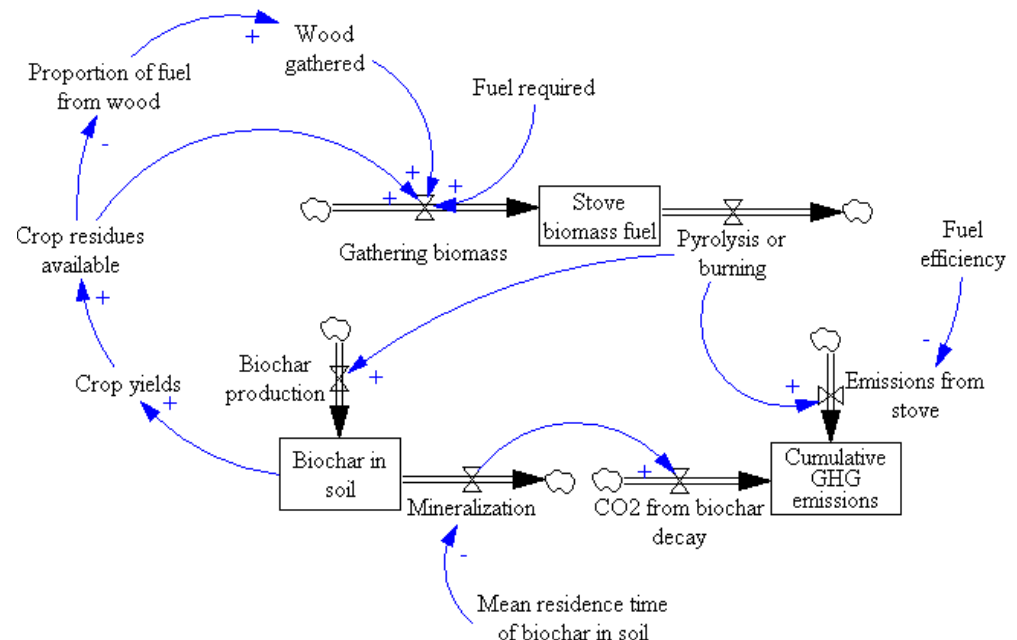 Wood
gathered
Proportion of fuel
from wood
Fuel required
+
-
+
+
+
Stove
biomass fuel
Crop residues
available
Gathering biomass
Pyrolysis or
burning
Fuel
efficiency
+
-
Biochar
production
+
Crop yields
+
+
Emissions from
stove
Biochar in
soil
Cumulative
GHG
emissions
+
Mineralization
CO2 from biochar
decay
-
Mean residence time
of biochar in soil